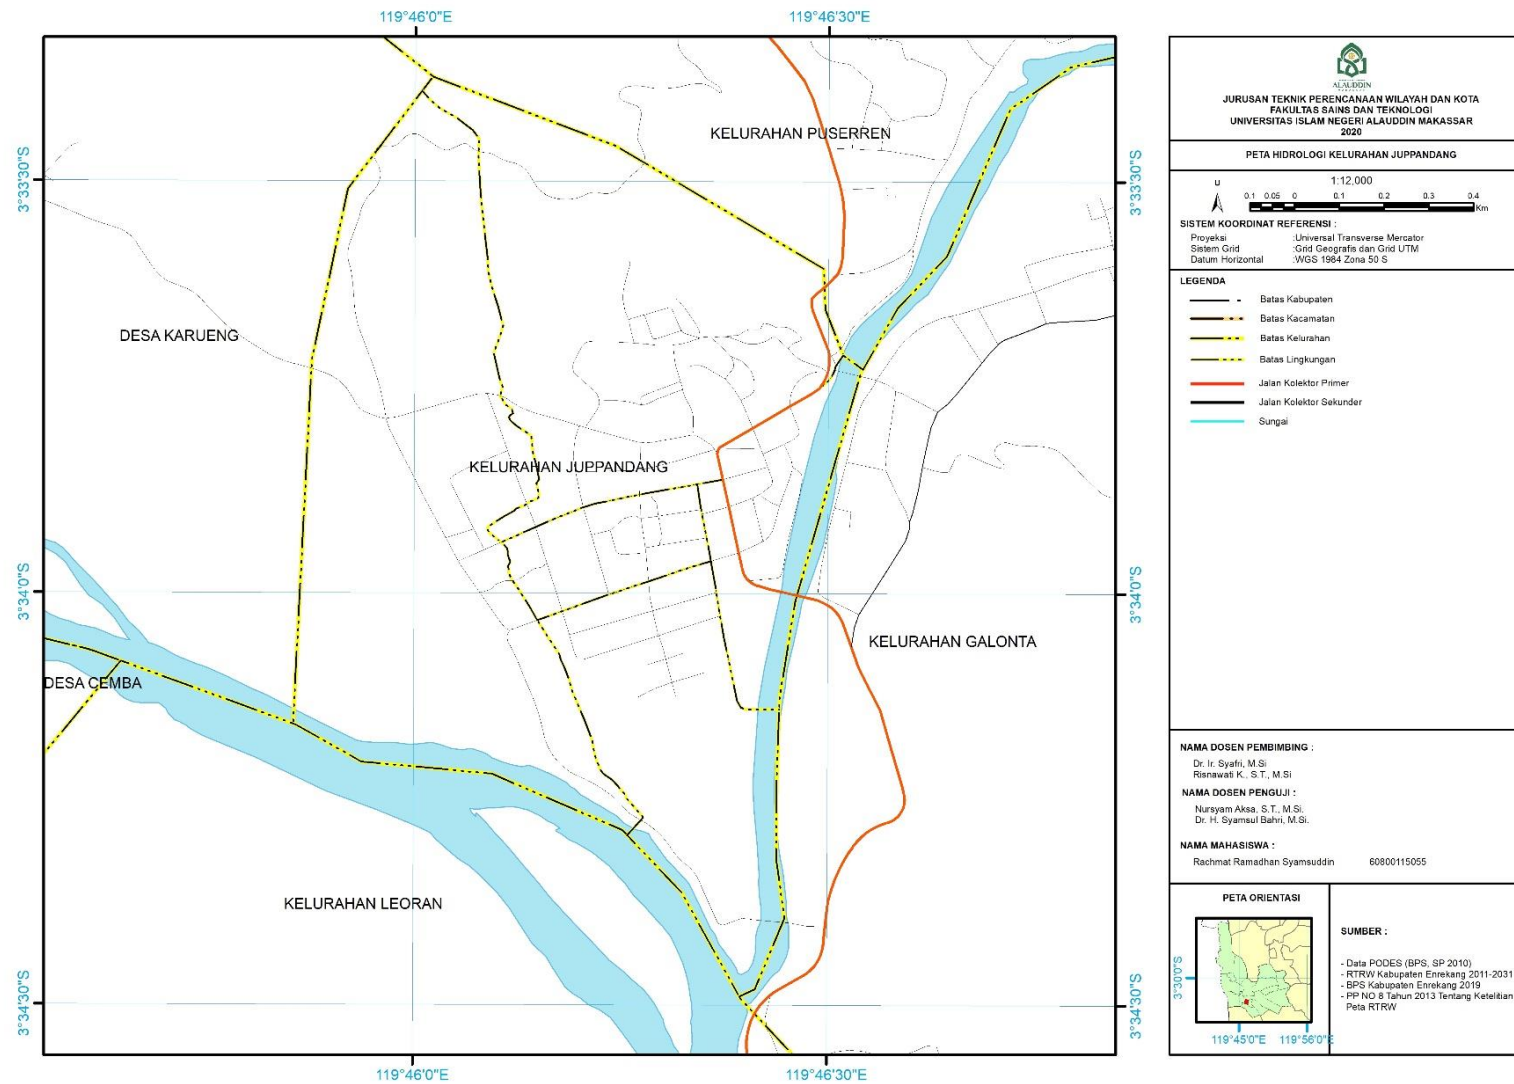 119°46'0"E
119°46'30"E
3°33'30"S
3°33'30"S
KELURAHAN PUSERREN
DESA KARUENG
KELURAHAN JUPPANDANG
3°34'0"S
3°34'0"S
KELURAHAN GALONTA
DESA CEMBA
KELURAHAN LEORAN
3°34'30"S
3°34'30"S
119°46'0"E
119°46'30"E
ALAUDDIN
JURUSAN TEKNIK PERENCANAAN WILAYAH DAN KOTA
FAKULTAS SAINS DAN TEKNOLOGI
UNIVERSITAS ISLAM NEGERI ALAUDDIN MAKASSAR
2020
PETA HIDROLOGI KELURAHAN JUPPANDANG
U
1:12,000
0.1 0.05 0 0.1 0.2 0.3 0.4
Km
SISTEM KOORDINAT REFERENSI :
Proyeksi :Universal Transverse Mercator
Sistem Grid :Grid Geografis dan Grid UTM
Datum Horizontal :WGS 1984 Zona 50 S
LEGENDA
Batas Kabupaten
Batas Kacamatan
Batas Kelurahan
Batas Lingkungan
Jalan Kolektor Primer
Jalan Kolektor Sekunder
Sungai
NAMA DOSEN PEMBIMBING :
Dr. Ir. Syafri, M.Si
Risnawati K., S.T., M.Si
NAMA DOSEN PENGUJI :
Nursyam Aksa, S.T., M.Si.
Dr. H. Syamsul Bahri, M.Si.
NAMA MAHASISWA :
Rachmat Ramadhan Syamsuddin 60800115055
PETA ORIENTASI
3°30'0"S
119°45'0"E 119°56'0"E
SUMBER :
- Data PODES (BPS, SP 2010)
- RTRW Kabupaten Enrekang 2011-2031
- BPS Kabupaten Enrekang 2019
- PP NO 8 Tahun 2013 Tentang Ketelitian
Peta RTRW